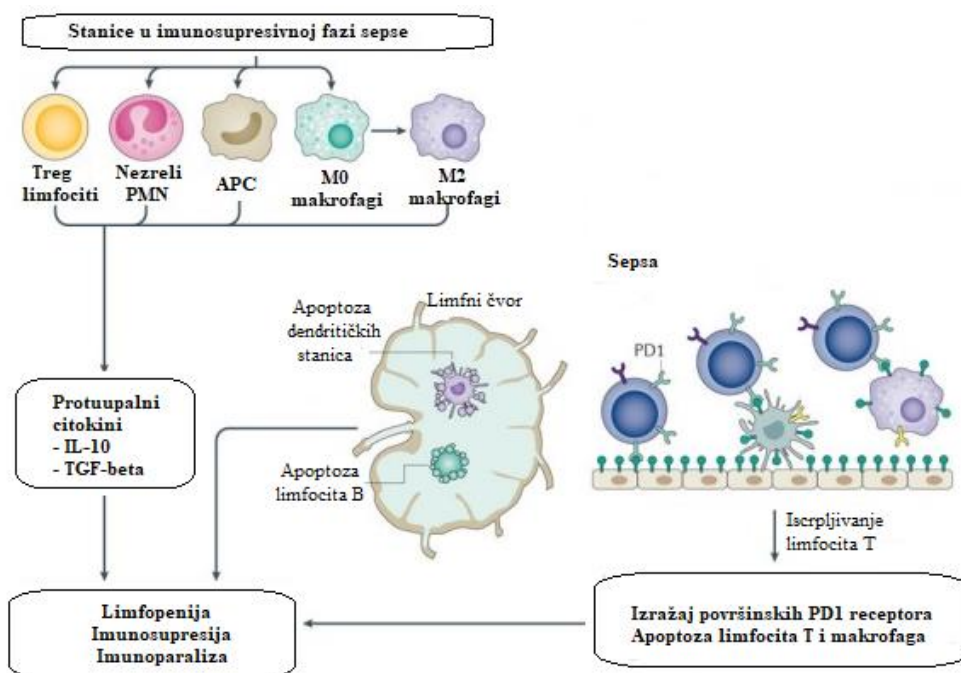 Stanice u imunosupresivnoj fazi sepse
Treg
limfociti
Nezreli
PMN
APC
M0
makrofagi
M2
makrofagi
Sepsa
Apoptoza
dendritičkih
stanica
Limfni čvor
PD1
Protuupalni
citokini
- IL-10
- TGF-beta
Apoptoza
limfocita B
Iscrpljivanje
limfocita T
Limfopenija
Imunosupresija
Imunoparaliza
Izražaj površinskih PD1 receptora
Apoptoza limfocita T i makrofaga